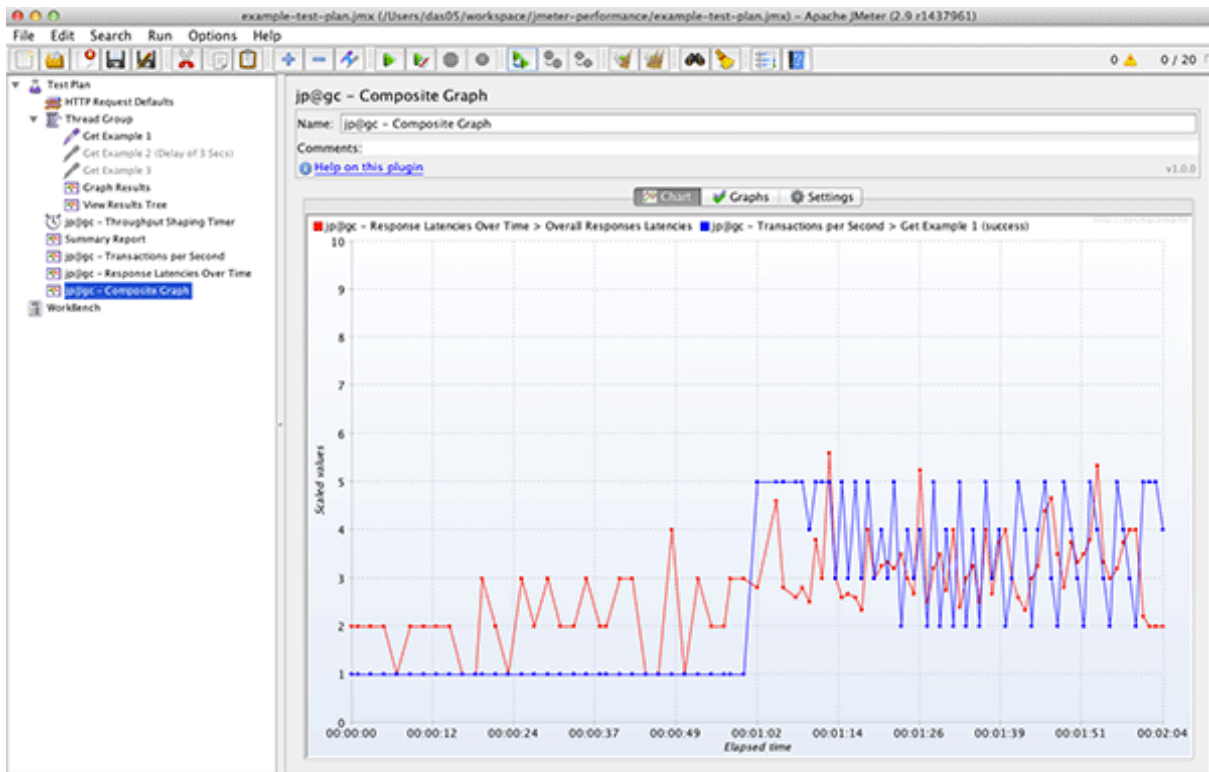 example-test-plan.jmx (/Users/das05/workspace/jmeter-performance/example-test-plan.jmx) – Apache JMeter (2.9 r1437961)
File Edit Search Run Options Help
0 0 / 20
Test Plan
HTTP Request Defaults
Thread Group
Get Example 1
Get Example 2 (Delay of 3 Secs)
Get Example 3
Graph Results
View Results Tree
jp@gc - Throughput Shaping Timer
Summary Report
jp@gc - Transactions per Second
jp@gc - Response Latencies Over Time
jp@gc - Composite Graph
WorkBench
jp@gc - Composite Graph
Name: jp@gc - Composite Graph
Comments:
Help on this plugin v1.0.0
Chart Graphs Settings
jp@gc - Response Latencies Over Time > Overall Responses Latencies jp@gc - Transactions per Second > Get Example 1 (success)
10
9
8
7
6
5
4
3
2
1
0
Scaled values
00:00:00 00:00:12 00:00:24 00:00:37 00:00:49 00:01:02 00:01:14 00:01:26 00:01:39 00:01:51 00:02:04
Elapsed time